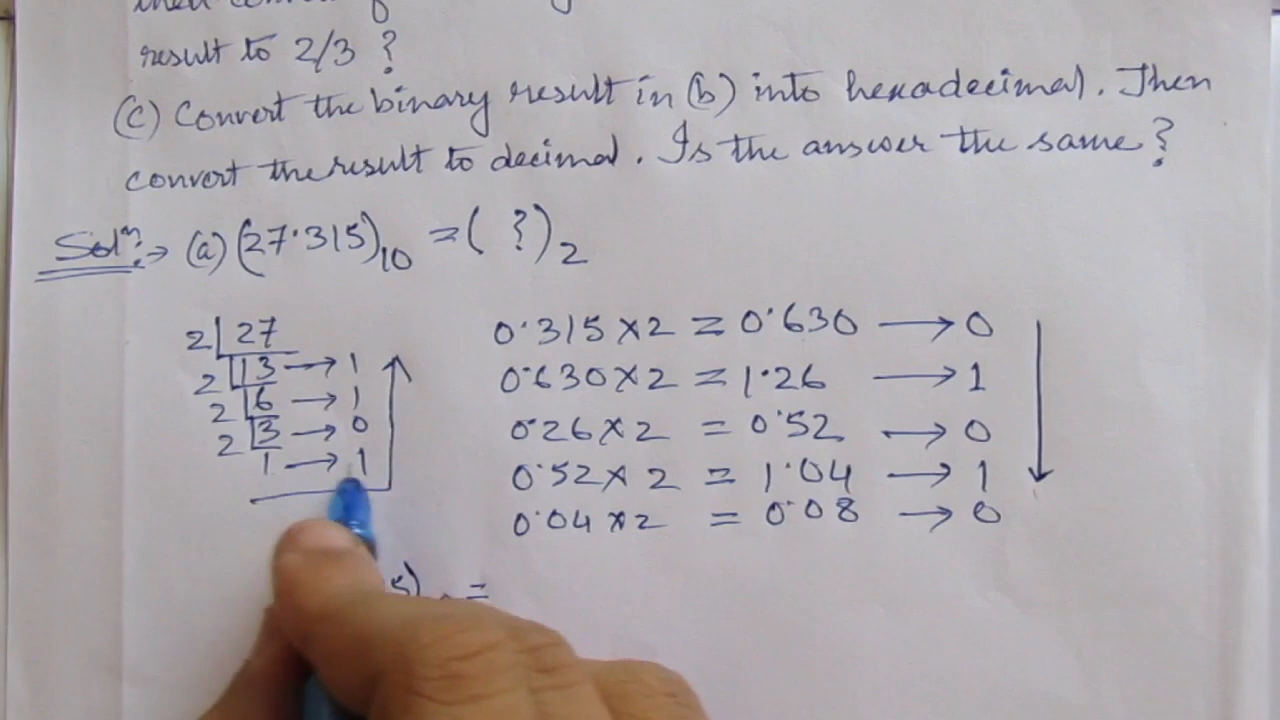 result to 2/3 ?
(C) Convert the binary result in (b) into hexadecimal. Then
convert the result to decimal. Is the answer the same?
Solⁿ:→ (a) (27.315)₁₀ = ( ? )₂
2 27
2 13 → 1
2 6 → 1
2 3 → 0
1 → 1
0.315 × 2 = 0.630 → 0
0.630 × 2 = 1.26 → 1
0.26 × 2 = 0.52 → 0
0.52 × 2 = 1.04 → 1
0.04 × 2 = 0.08 → 0
5) =